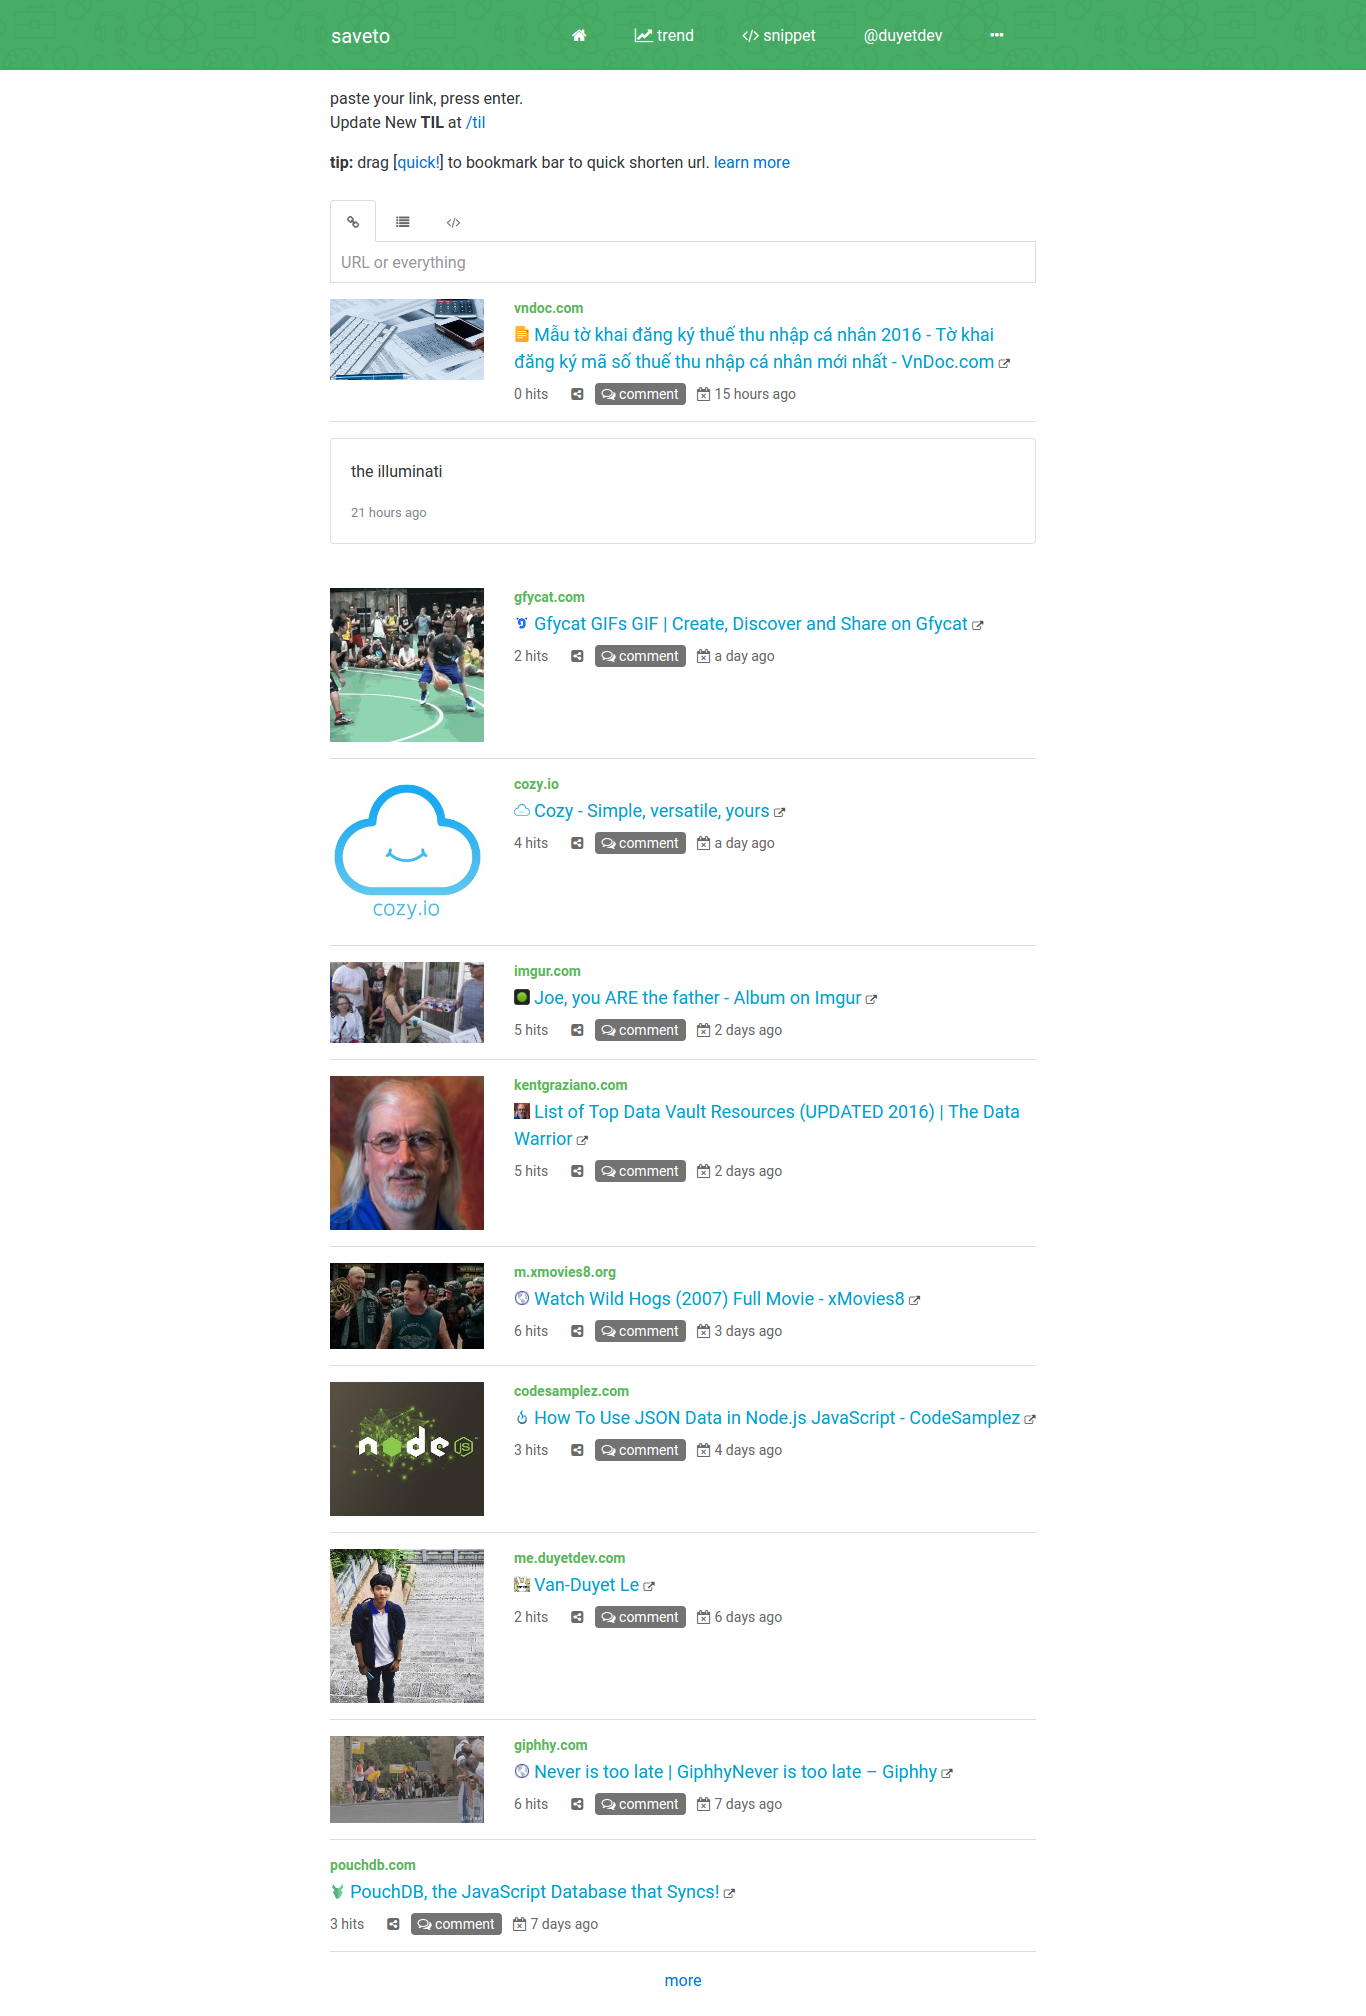 saveto
trend
snippet
@duyetdev
paste your link, press enter.
Update New TIL at /til
tip: drag [quick!] to bookmark bar to quick shorten url. learn more
URL or everything
vndoc.com
Mẫu tờ khai đăng ký thuế thu nhập cá nhân 2016 - Tờ khai
đăng ký mã số thuế thu nhập cá nhân mới nhất - VnDoc.com
0 hits comment 15 hours ago
the illuminati
21 hours ago
gfycat.com
Gfycat GIFs GIF | Create, Discover and Share on Gfycat
2 hits comment a day ago
cozy.io
cozy.io
Cozy - Simple, versatile, yours
4 hits comment a day ago
imgur.com
Joe, you ARE the father - Album on Imgur
5 hits comment 2 days ago
kentgraziano.com
List of Top Data Vault Resources (UPDATED 2016) | The Data
Warrior
5 hits comment 2 days ago
m.xmovies8.org
Watch Wild Hogs (2007) Full Movie - xMovies8
6 hits comment 3 days ago
node JS
codesamplez.com
How To Use JSON Data in Node.js JavaScript - CodeSamplez
3 hits comment 4 days ago
me.duyetdev.com
Van-Duyet Le
2 hits comment 6 days ago
giphhy.com
Never is too late | GiphhyNever is too late – Giphhy
6 hits comment 7 days ago
pouchdb.com
PouchDB, the JavaScript Database that Syncs!
3 hits comment 7 days ago
more